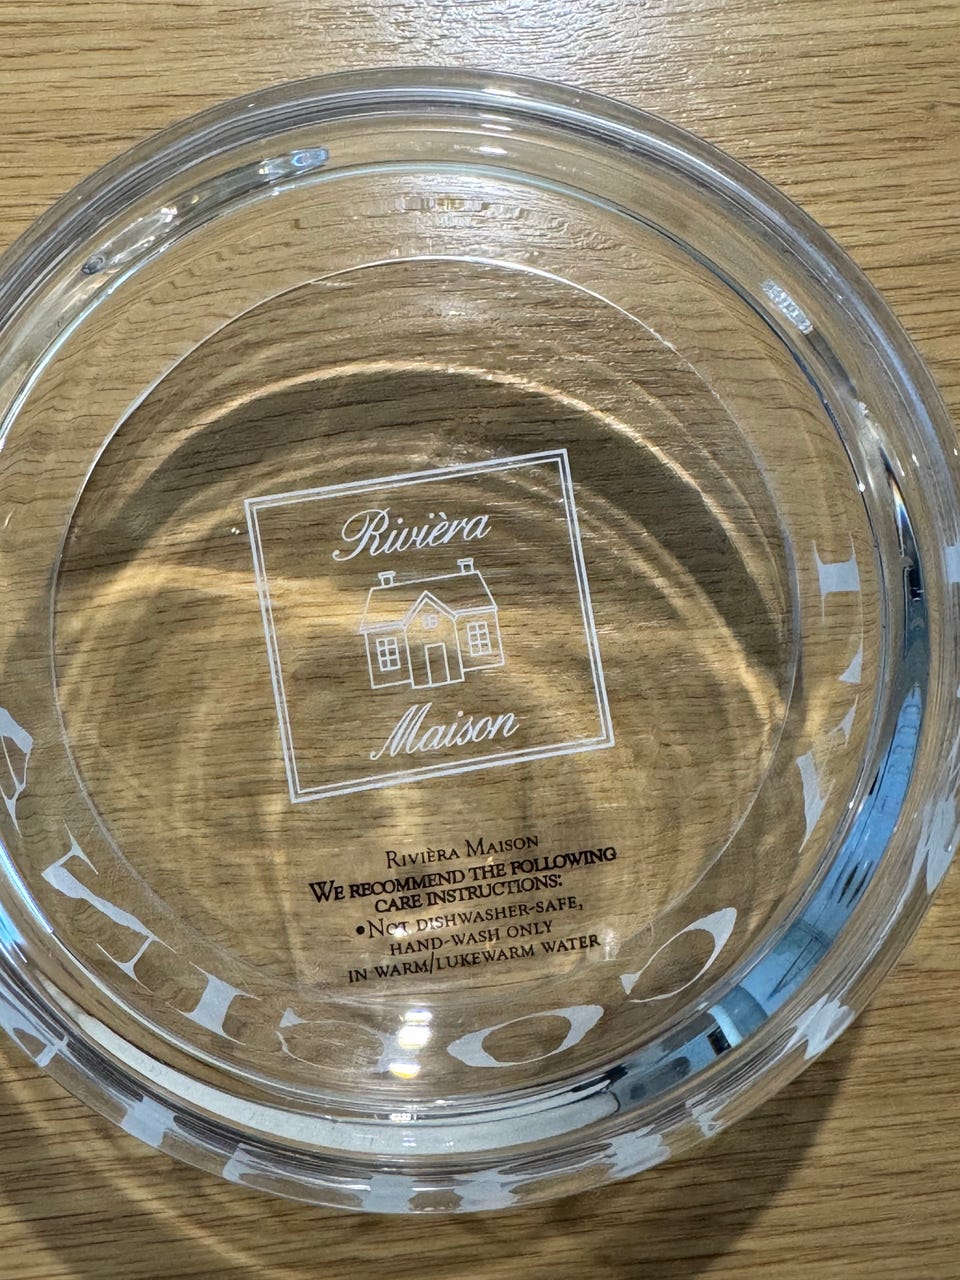 Rivièra
Maison
RIVIÈRA MAISON
WE RECOMMEND THE FOLLOWING
CARE INSTRUCTIONS:
• NOT DISHWASHER-SAFE,
HAND-WASH ONLY
IN WARM/LUKEWARM WATER